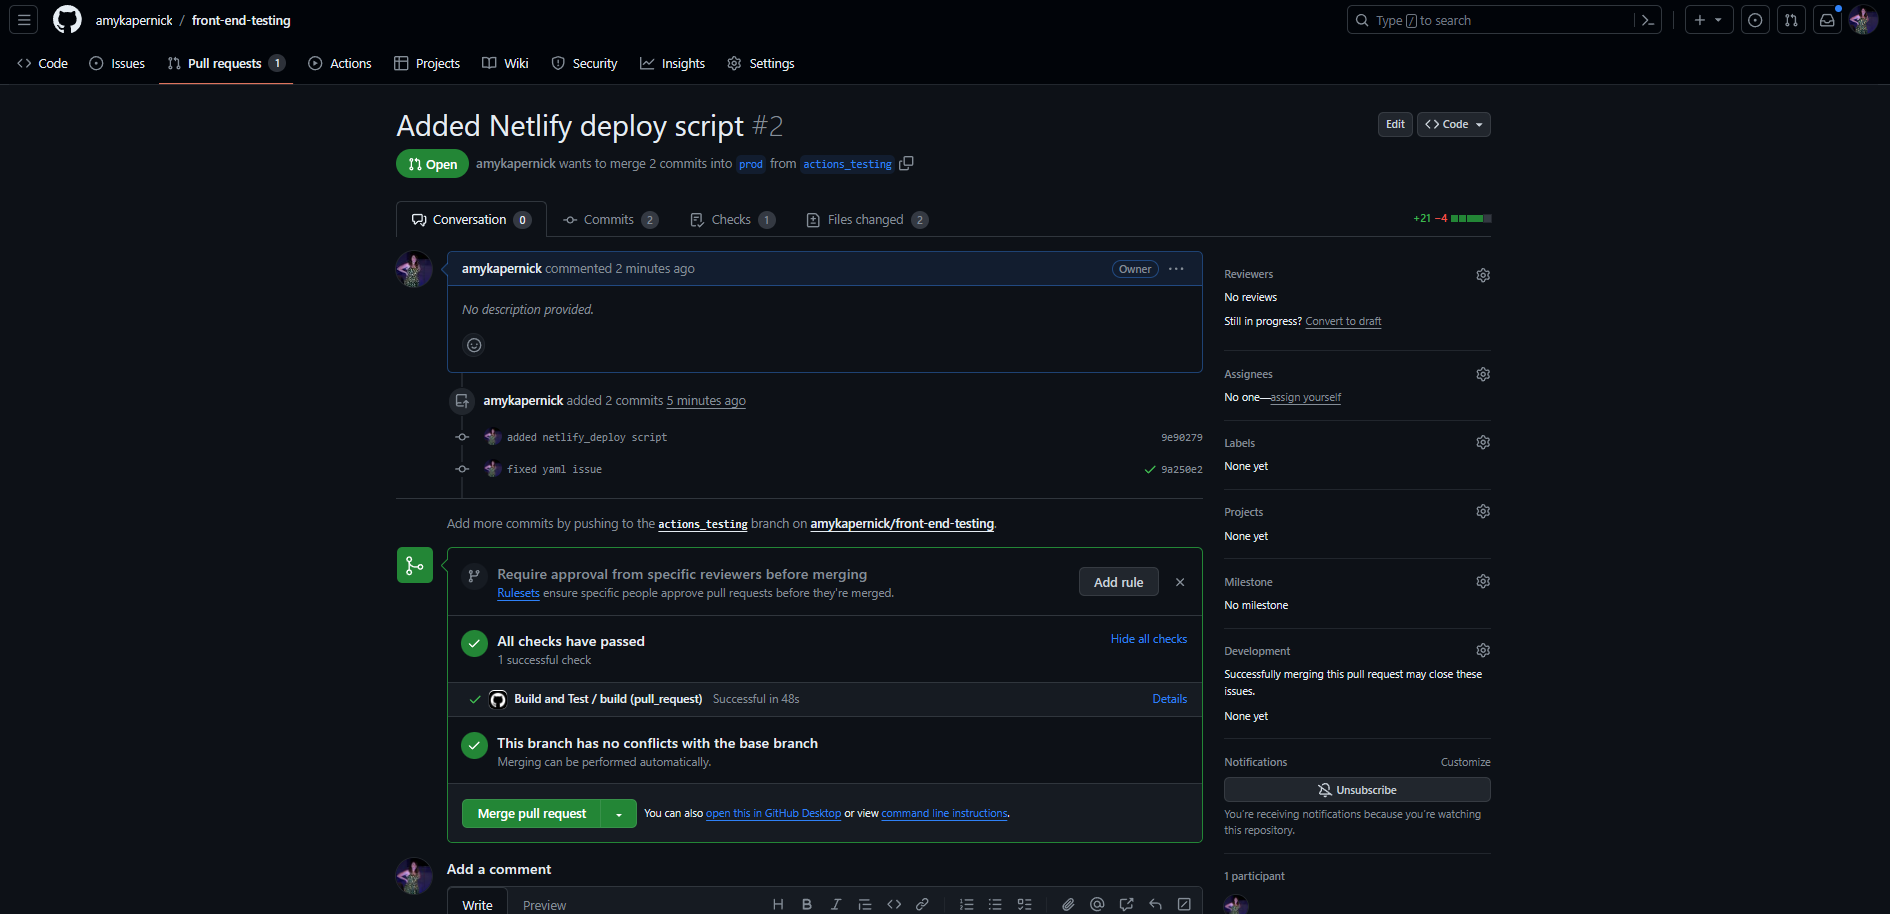 amykapernick / front-end-testing
Type / to search
Code Issues Pull requests 1 Actions Projects Wiki Security Insights Settings
Added Netlify deploy script #2
Edit <> Code
Open amykapernick wants to merge 2 commits into prod from actions_testing
Conversation 0 Commits 2 Checks 1 Files changed 2
+21 −4
amykapernick commented 2 minutes ago
Owner
No description provided.
amykapernick added 2 commits 5 minutes ago
added netlify_deploy script 9e90279
fixed yaml issue 9a250e2
Add more commits by pushing to the actions_testing branch on amykapernick/front-end-testing.
Require approval from specific reviewers before merging
Rulesets ensure specific people approve pull requests before they're merged.
Add rule
All checks have passed
1 successful check
Hide all checks
Build and Test / build (pull_request) Successful in 48s Details
This branch has no conflicts with the base branch
Merging can be performed automatically.
Merge pull request
You can also open this in GitHub Desktop or view command line instructions.
Add a comment
Write Preview
Reviewers
No reviews
Still in progress? Convert to draft
Assignees
No one—assign yourself
Labels
None yet
Projects
None yet
Milestone
No milestone
Development
Successfully merging this pull request may close these
issues.
None yet
Notifications Customize
Unsubscribe
You're receiving notifications because you're watching
this repository.
1 participant